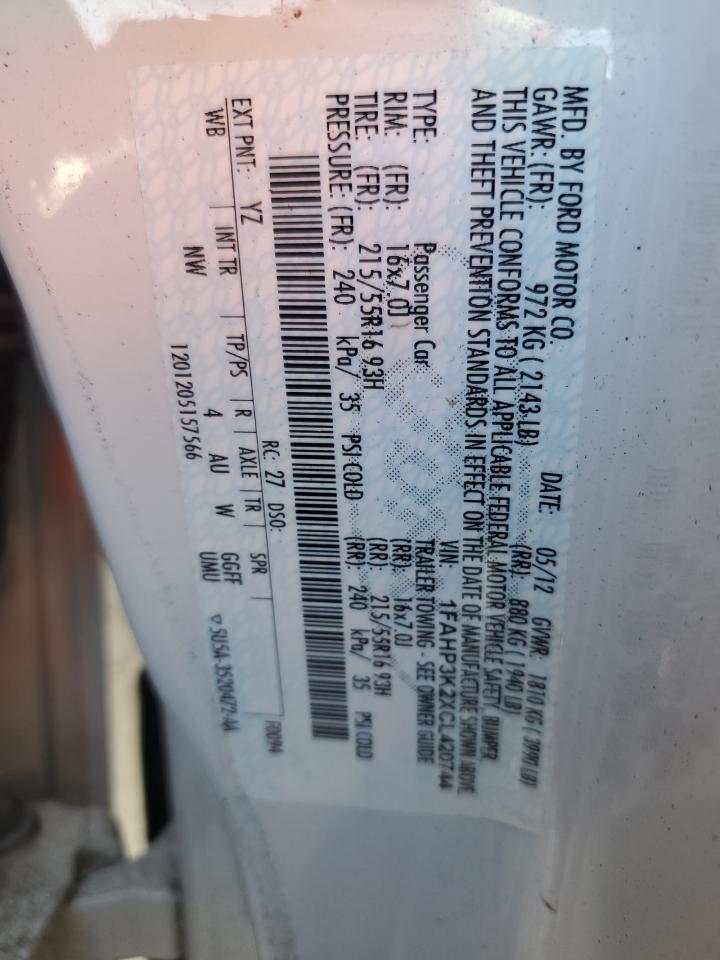 MFD. BY FORD MOTOR CO.
DATE: 05/12 GVWR: 1810 KG ( 3990 LB)
GAWR: (FR): 972 KG ( 2143 LB) (RR): 880 KG ( 1940 LB)
THIS VEHICLE CONFORMS TO ALL APPLICABLE FEDERAL MOTOR VEHICLE SAFETY, BUMPER,
AND THEFT PREVENTION STANDARDS IN EFFECT ON THE DATE OF MANUFACTURE SHOWN ABOVE.
VIN: 1FAHP3K2XCL420744
TYPE: Passenger Car TRAILER TOWING - SEE OWNER GUIDE
RIM: (FR): 16x7.0J (RR): 16x7.0J
TIRE: (FR): 215/55R16 93H (RR): 215/55R16 93H
PRESSURE: (FR): 240 kPa/ 35 PSI COLD (RR): 240 kPa/ 35 PSI COLD
RC: 27 DSO: F0094
EXT PNT: YZ
INT TR TP/PS R AXLE TR SPR
WB NW 4 AU W GGFF
UMU
1201205157566
▽ 5U5A-3520472-AA